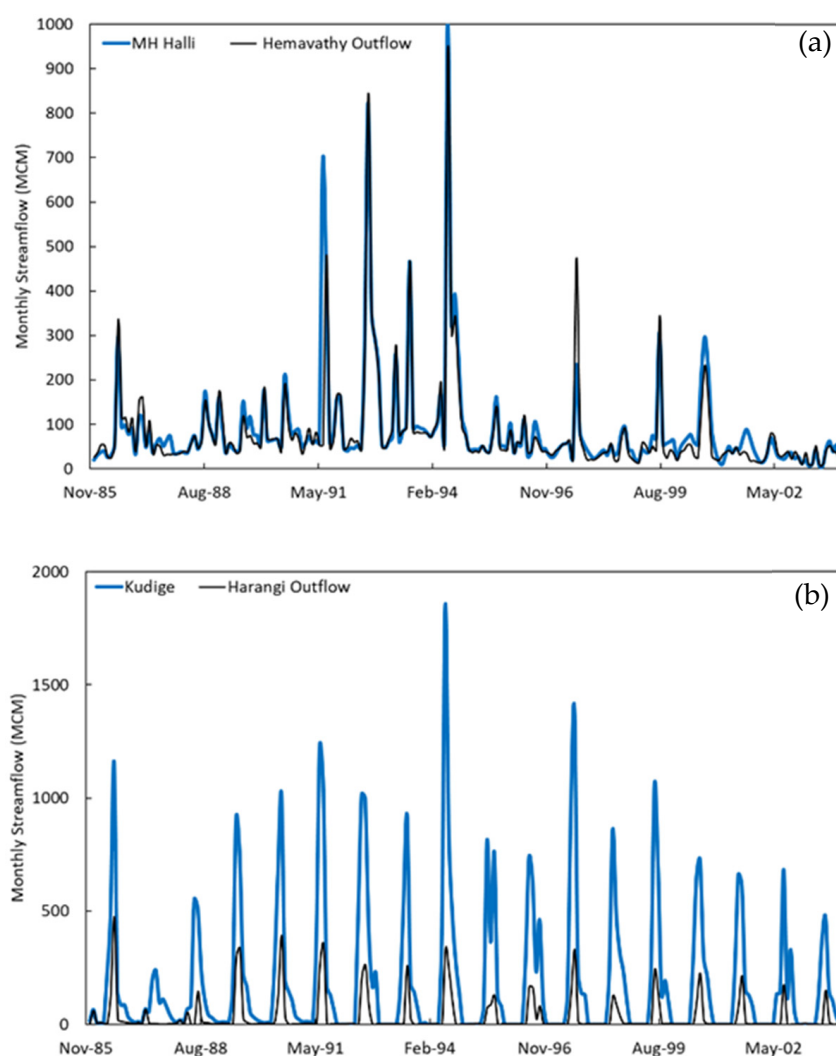 (a)
MH Halli Hemavathy Outflow
Monthly Streamflow (MCM)
1000
900
800
700
600
500
400
300
200
100
0
Nov-85 Aug-88 May-91 Feb-94 Nov-96 Aug-99 May-02
(b)
Kudige Harangi Outflow
Monthly Streamflow (MCM)
2000
1500
1000
500
0
Nov-85 Aug-88 May-91 Feb-94 Nov-96 Aug-99 May-02